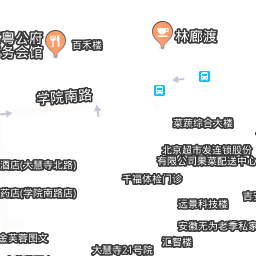 粤公府
务会馆
百禾楼
林廊渡
学院南路
菜蔬综合大楼
北京超市发连锁股份
有限公司果菜配送中心
酒店(大慧寺北路)
千福体检门诊
药店(学院南路店)
远景科技楼
安徽无为老季私家
金芙蓉图文
汇智楼
大慧寺21号院